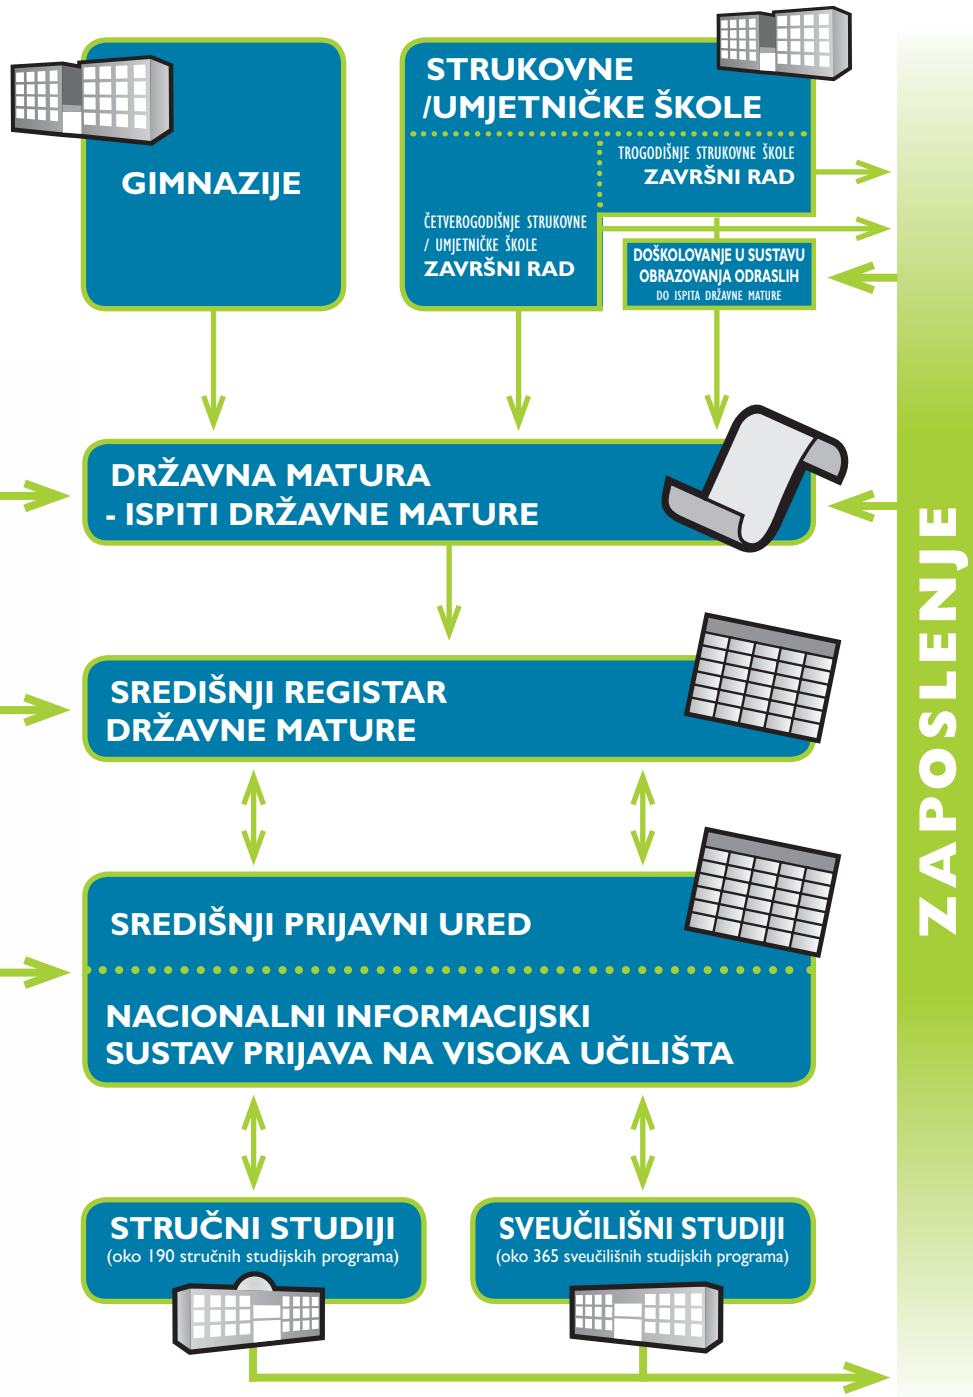 GIMNAZIJE
STRUKOVNE
/UMJETNIČKE ŠKOLE
TROGODIŠNJE STRUKOVNE ŠKOLE
ZAVRŠNI RAD
ČETVEROGODIŠNJE STRUKOVNE
/ UMJETNIČKE ŠKOLE
ZAVRŠNI RAD
DOŠKOLOVANJE U SUSTAVU
OBRAZOVANJA ODRASLIH
DO ISPITA DRŽAVNE MATURE
DRŽAVNA MATURA
- ISPITI DRŽAVNE MATURE
SREDIŠNJI REGISTAR
DRŽAVNE MATURE
SREDIŠNJI PRIJAVNI URED
NACIONALNI INFORMACIJSKI
SUSTAV PRIJAVA NA VISOKA UČILIŠTA
STRUČNI STUDIJI
(oko 190 stručnih studijskih programa)
SVEUČILIŠNI STUDIJI
(oko 365 sveučilišnih studijskih programa)
ZAPOSLENJE